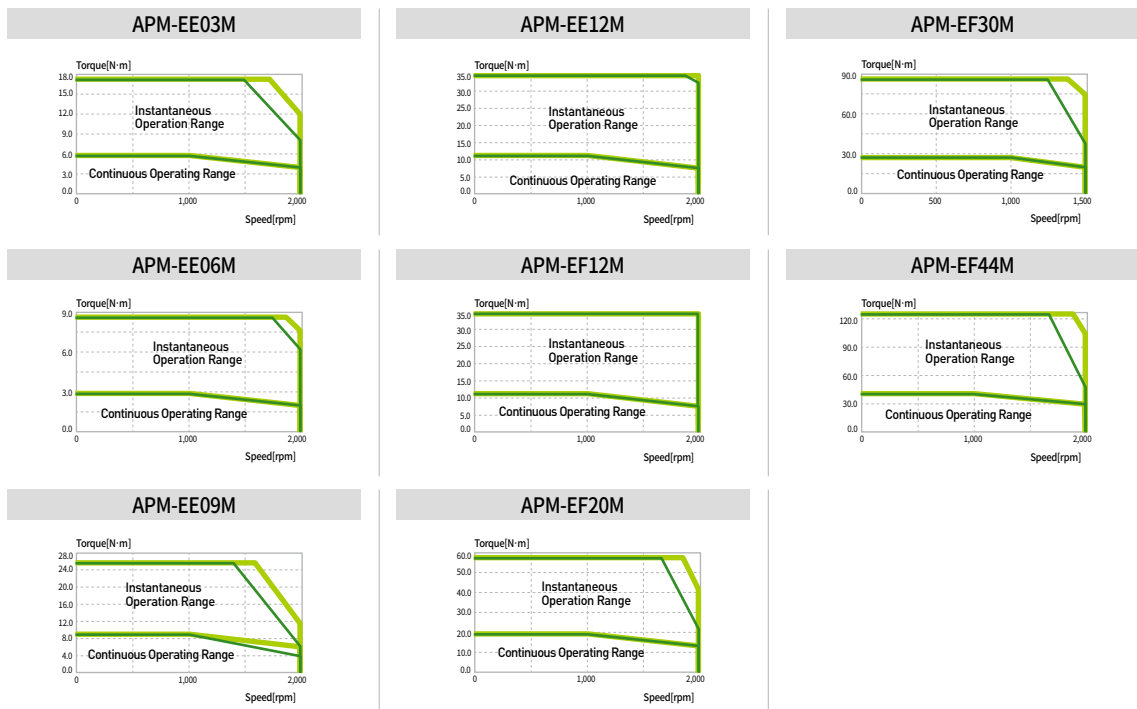 APM-EE03M
Torque[N·m]
18.0
15.0
12.0
9.0
6.0
3.0
0.0
Instantaneous
Operation Range
Continuous Operating Range
0
1,000
2,000
Speed[rpm]
APM-EE12M
Torque[N·m]
35.0
30.0
25.0
20.0
15.0
10.0
5.0
0.0
Instantaneous
Operation Range
Continuous Operating Range
0
1,000
2,000
Speed[rpm]
APM-EF30M
Torque[N·m]
90.0
60.0
30.0
0.0
Instantaneous
Operation Range
Continuous Operating Range
0
500
1,000
1,500
Speed[rpm]
APM-EE06M
Torque[N·m]
9.0
6.0
3.0
0.0
Instantaneous
Operation Range
Continuous Operating Range
0
1,000
2,000
Speed[rpm]
APM-EF12M
Torque[N·m]
35.0
30.0
25.0
20.0
15.0
10.0
5.0
0.0
Instantaneous
Operation Range
Continuous Operating Range
0
1,000
2,000
Speed[rpm]
APM-EF44M
Torque[N·m]
120.0
90.0
60.0
30.0
0.0
Instantaneous
Operation Range
Continuous Operating Range
0
1,000
2,000
Speed[rpm]
APM-EE09M
Torque[N·m]
28.0
24.0
20.0
16.0
12.0
8.0
4.0
0.0
Instantaneous
Operation Range
Continuous Operating Range
0
1,000
2,000
Speed[rpm]
APM-EF20M
Torque[N·m]
60.0
50.0
40.0
30.0
20.0
10.0
0.0
Instantaneous
Operation Range
Continuous Operating Range
0
1,000
2,000
Speed[rpm]